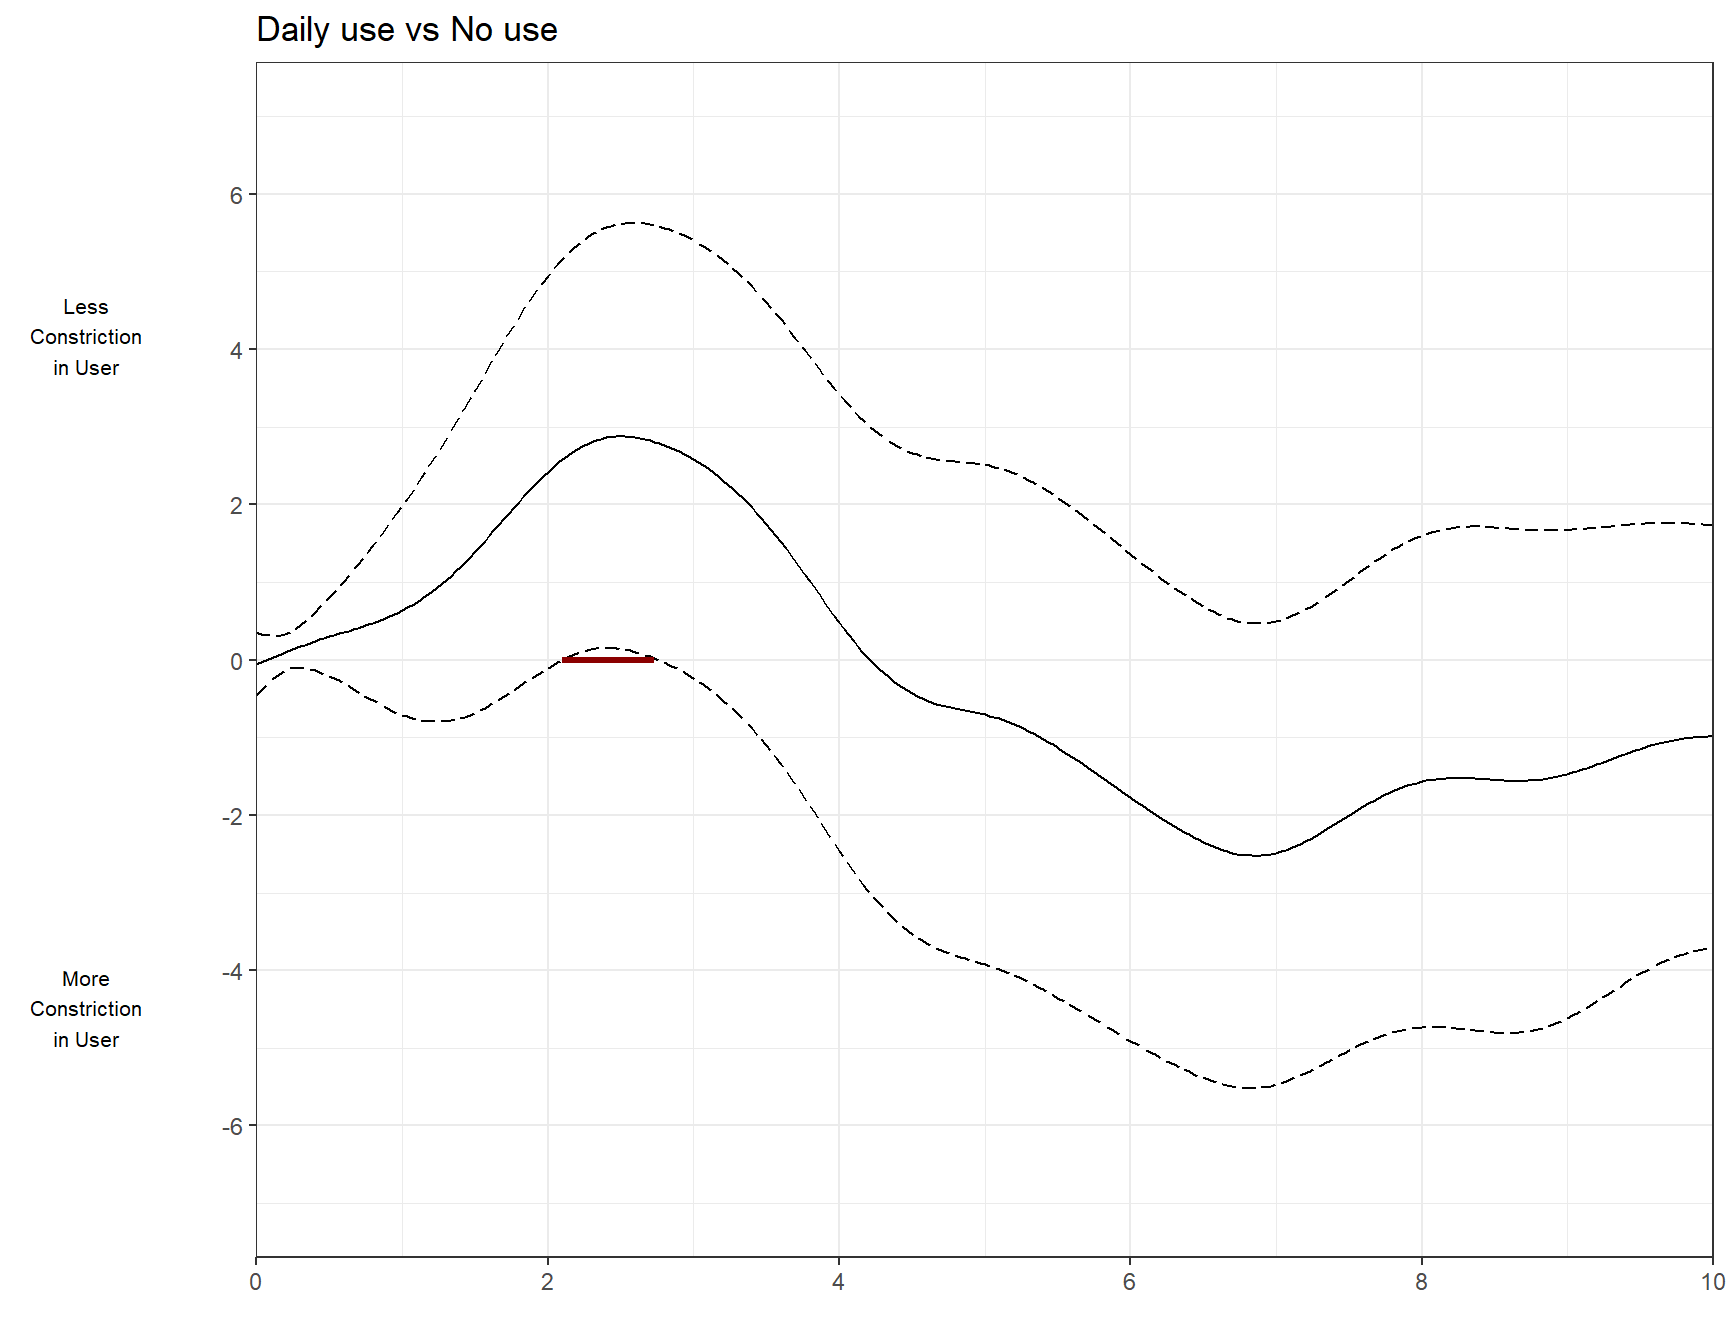 Daily use vs No use
6
Less
Constriction
in User
4
2
0
-2
-4
More
Constriction
in User
-6
0 2 4 6 8 10